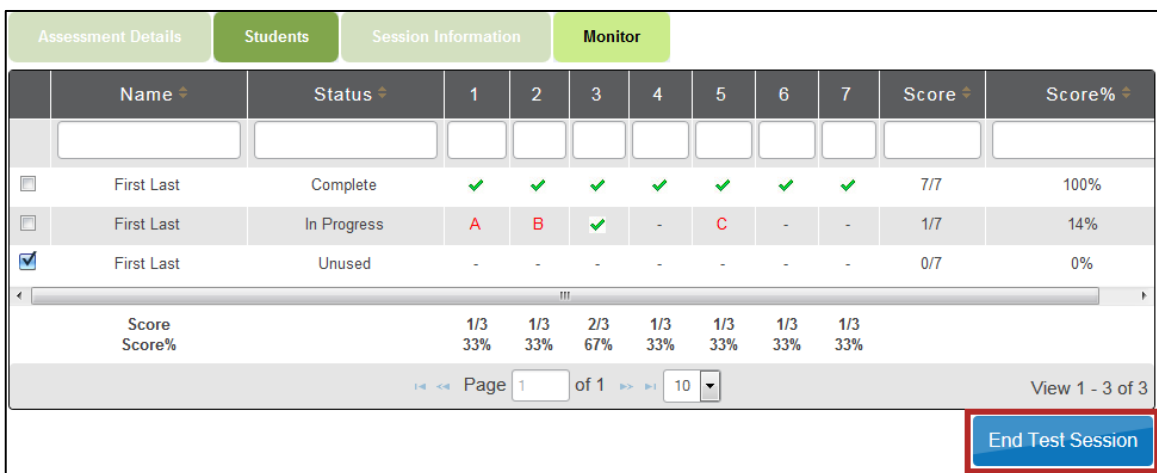 Assessment Details Students Session Information Monitor
Name Status 1 2 3 4 5 6 7 Score Score%
First Last Complete 7/7 100%
First Last In Progress A B - C - - 1/7 14%
First Last Unused - - - - - - - 0/7 0%
Score 1/3 1/3 2/3 1/3 1/3 1/3 1/3
Score% 33% 33% 67% 33% 33% 33% 33%
Page 1 of 1 10 View 1 - 3 of 3
End Test Session